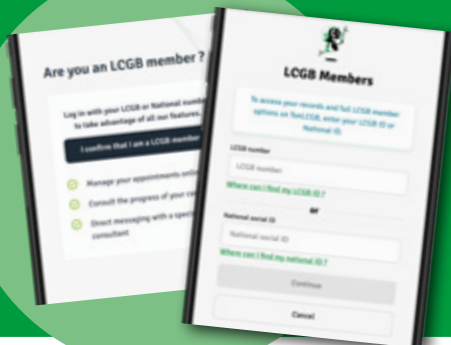 Are you an LCGB member ?
Log in with your LCGB or National
to take advantage of all our features.
I confirm that I am a LCGB member
Manage your appointments
Consult the progress of your
Direct messaging with a
consultant
LCGB Members
To access your records and full LCGB member
options on TonLCGB, enter your LCGB ID or
National ID.
LCGB number
LCGB number
Where can I find my LCGB ID ?
or
National social ID
National social ID
Where can I find my national ID ?
Continue
Cancel